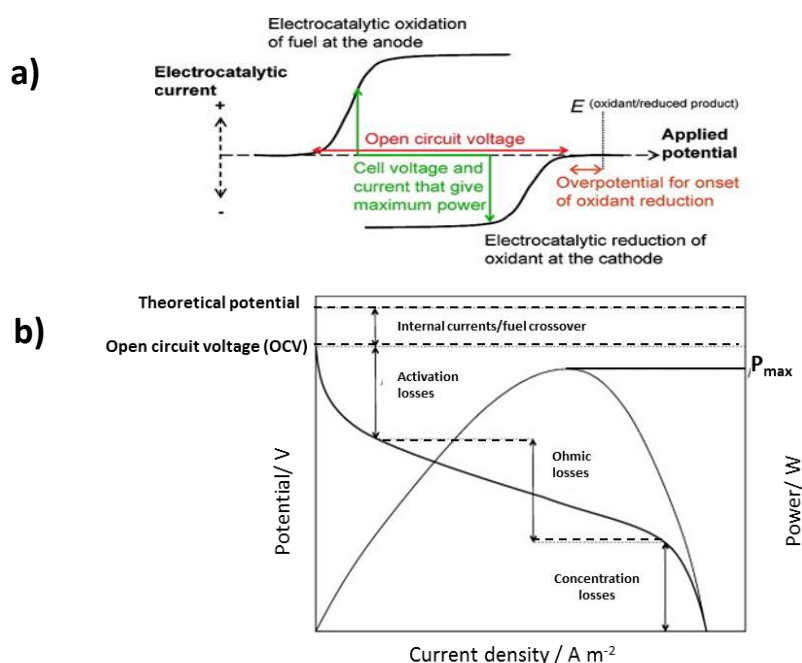 a)
Electrocatalytic oxidation
of fuel at the anode
Electrocatalytic
current
+
-
E (oxidant/reduced product)
Applied
potential
Open circuit voltage
Cell voltage and
current that give
maximum power
Overpotential for onset
of oxidant reduction
Electrocatalytic reduction of
oxidant at the cathode
b)
Theoretical potential
Internal currents/fuel crossover
Open circuit voltage (OCV)
Activation
losses
Pmax
Ohmic
losses
Potential/ V
Power/ W
Concentration
losses
Current density / A m-2